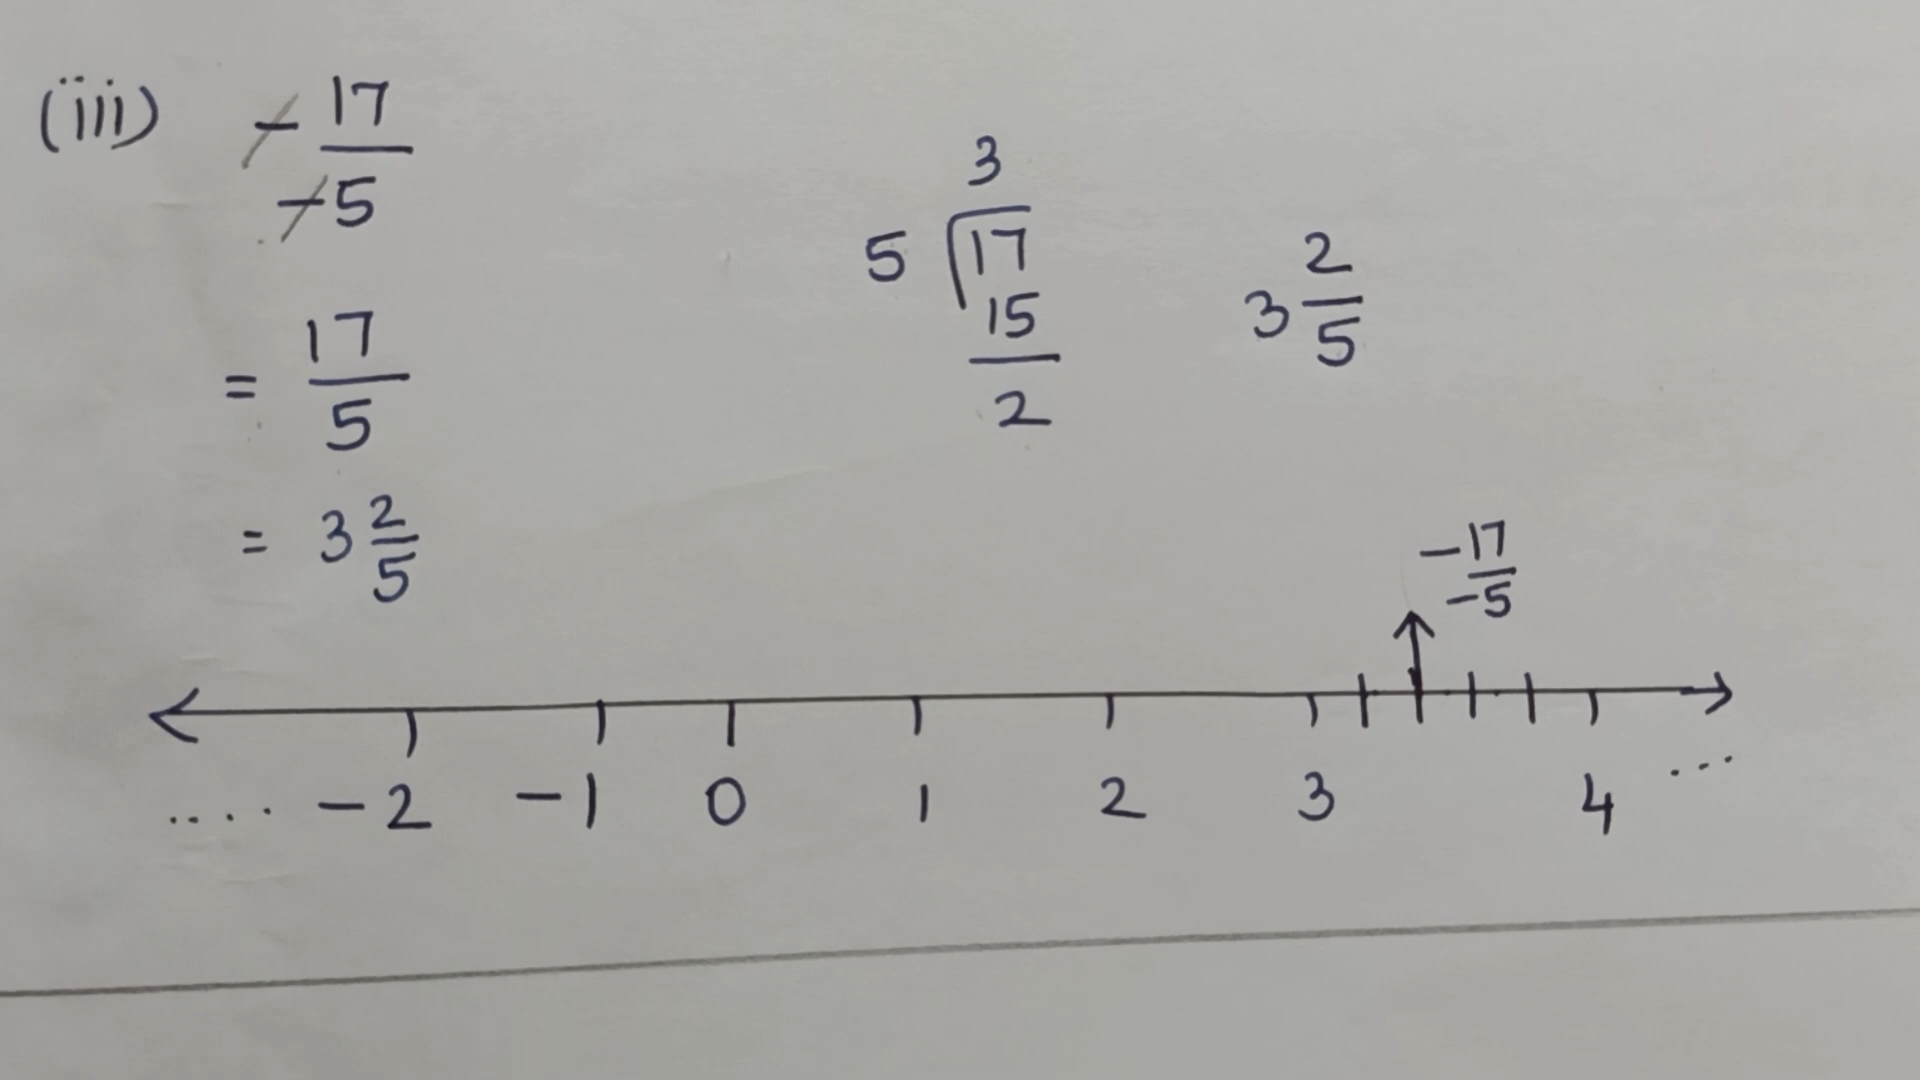 (iii) -17/-5
= 17/5
= 3 2/5
3
5 17
15
2
3 2/5
-17/-5
.... -2 -1 0 1 2 3 4 ...